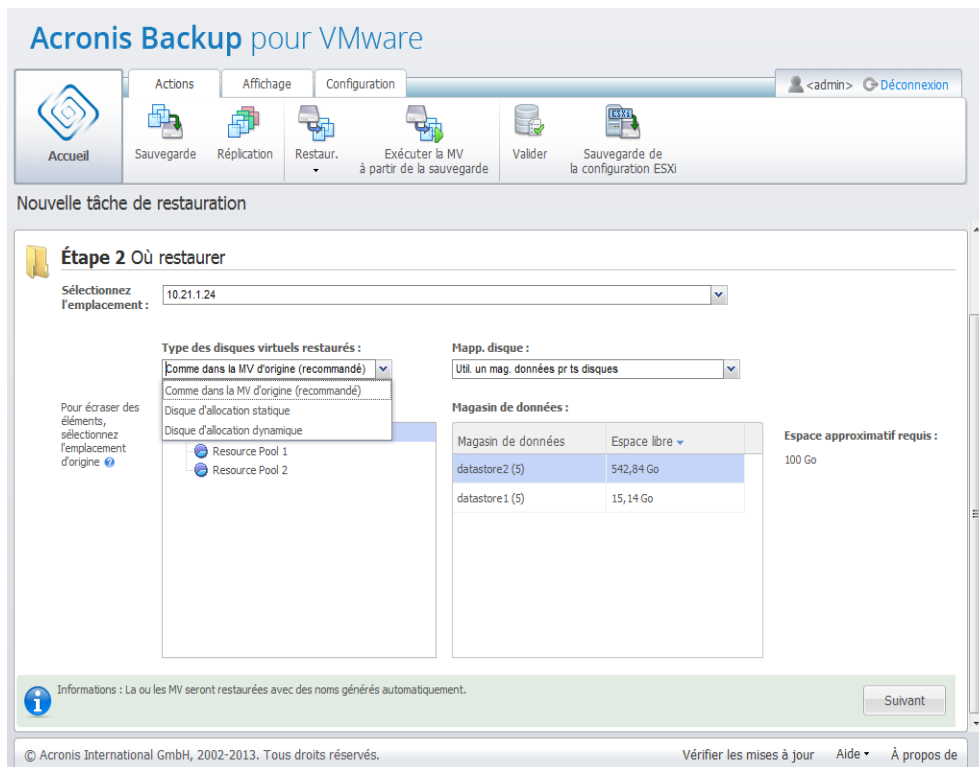 Acronis Backup pour VMware
Actions
Affichage
Configuration
<admin>
Déconnexion
Accueil
Sauvegarde
Réplication
Restaur.
Exécuter la MV
à partir de la sauvegarde
Valider
Sauvegarde de
la configuration ESXi
ESXi
Nouvelle tâche de restauration
Étape 2 Où restaurer
Sélectionnez
l'emplacement :
10.21.1.24
Type des disques virtuels restaurés :
Comme dans la MV d'origine (recommandé)
Comme dans la MV d'origine (recommandé)
Disque d'allocation statique
Disque d'allocation dynamique
Resource Pool 1
Resource Pool 2
Pour écraser des
éléments,
sélectionnez
l'emplacement
d'origine
Mapp. disque :
Util. un mag. données pr ts disques
Magasin de données :
Magasin de données
Espace libre
datastore2 (5)
542,84 Go
datastore1 (5)
15,14 Go
Espace approximatif requis :
100 Go
Informations : La ou les MV seront restaurées avec des noms générés automatiquement.
Suivant
© Acronis International GmbH, 2002-2013. Tous droits réservés.
Vérifier les mises à jour
Aide
À propos de